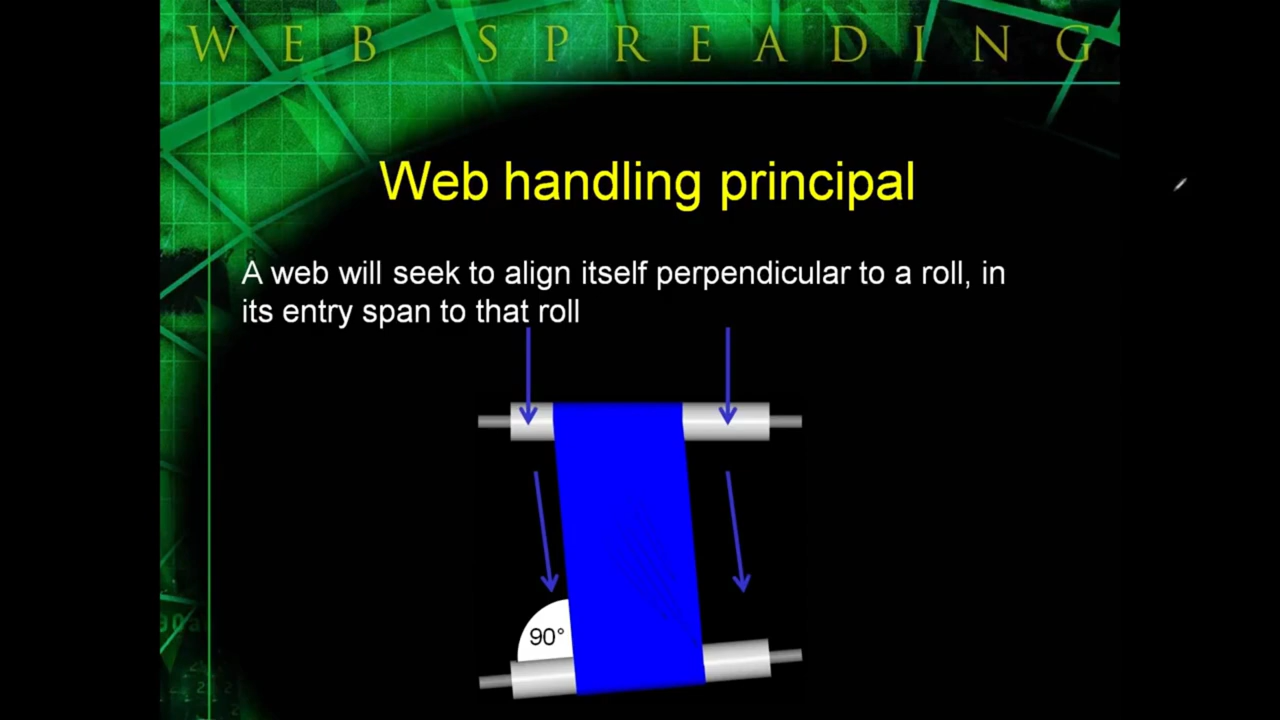 WEB SPREADING
Web handling principal
A web will seek to align itself perpendicular to a roll, in
its entry span to that roll
90°